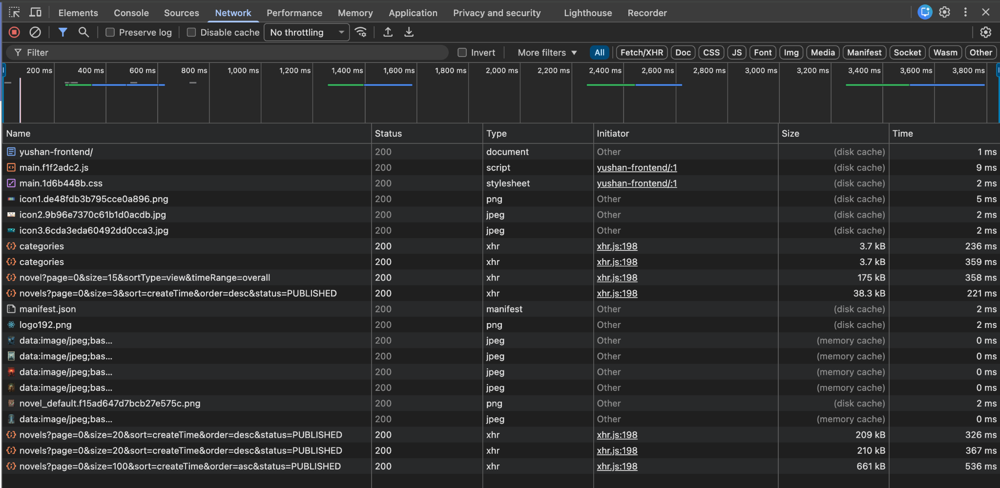 Elements Console Sources Network Performance Memory Application Privacy and security Lighthouse Recorder
Preserve log Disable cache No throttling
Filter Invert More filters All Fetch/XHR Doc CSS JS Font Img Media Manifest Socket Wasm Other
200 ms 400 ms 600 ms 800 ms 1,000 ms 1,200 ms 1,400 ms 1,600 ms 1,800 ms 2,000 ms 2,200 ms 2,400 ms 2,600 ms 2,800 ms 3,000 ms 3,200 ms 3,400 ms 3,600 ms 3,800 ms
Name Status Type Initiator Size Time
yushan-frontend/ 200 document Other (disk cache) 1 ms
main.f1f2adc2.js 200 script yushan-frontend/:1 (disk cache) 9 ms
main.1d6b448b.css 200 stylesheet yushan-frontend/:1 (disk cache) 2 ms
icon1.de48fdb3b795cce0a896.png 200 png Other (disk cache) 5 ms
icon2.9b96e7370c61b1d0acdb.jpg 200 jpeg Other (disk cache) 2 ms
icon3.6cda3eda60492dd0cca3.jpg 200 jpeg Other (disk cache) 2 ms
categories 200 xhr xhr.js:198 3.7 kB 236 ms
categories 200 xhr xhr.js:198 3.7 kB 359 ms
novel?page=0&size=15&sortType=view&timeRange=overall 200 xhr xhr.js:198 175 kB 358 ms
novels?page=0&size=3&sort=createTime&order=desc&status=PUBLISHED 200 xhr xhr.js:198 38.3 kB 221 ms
manifest.json 200 manifest Other (disk cache) 2 ms
logo192.png 200 png Other (disk cache) 2 ms
data:image/jpeg;bas... 200 jpeg Other (memory cache) 0 ms
data:image/jpeg;bas... 200 jpeg Other (memory cache) 0 ms
data:image/jpeg;bas... 200 jpeg Other (memory cache) 0 ms
data:image/jpeg;bas... 200 jpeg Other (memory cache) 0 ms
novel_default.f15ad647d7bcb27e575c.png 200 png Other (disk cache) 2 ms
data:image/jpeg;bas... 200 jpeg Other (memory cache) 0 ms
novels?page=0&size=20&sort=createTime&order=desc&status=PUBLISHED 200 xhr xhr.js:198 209 kB 326 ms
novels?page=0&size=20&sort=createTime&order=desc&status=PUBLISHED 200 xhr xhr.js:198 210 kB 367 ms
novels?page=0&size=100&sort=createTime&order=asc&status=PUBLISHED 200 xhr xhr.js:198 661 kB 536 ms